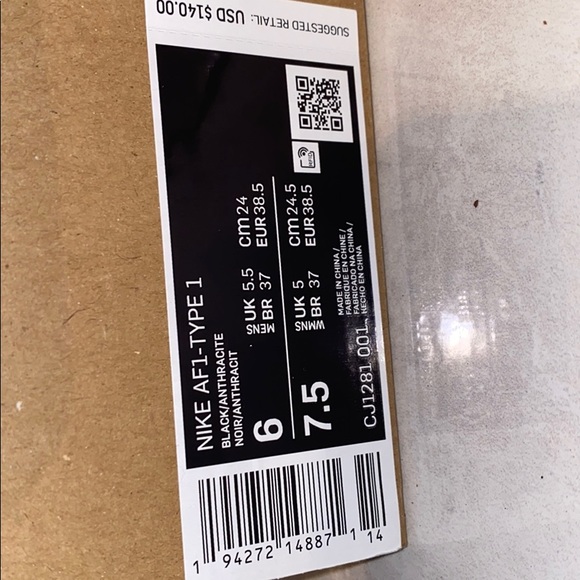 SUGGESTED RETAIL: USD $140.00
NIKE AF1-TYPE 1
BLACK/ANTHRACITE
NOIR/ANTHRACIT
6 MENS UK 5.5 cm 24
BR 37 EUR 38.5
7.5 WMNS UK 5 cm 24.5
BR 37 EUR 38.5
MADE IN CHINA/
FABRIQUE EN CHINE/
FABRICADO NA CHINA/
HECHO EN CHINA
CJ1281 001
1 94272 14887 1 14